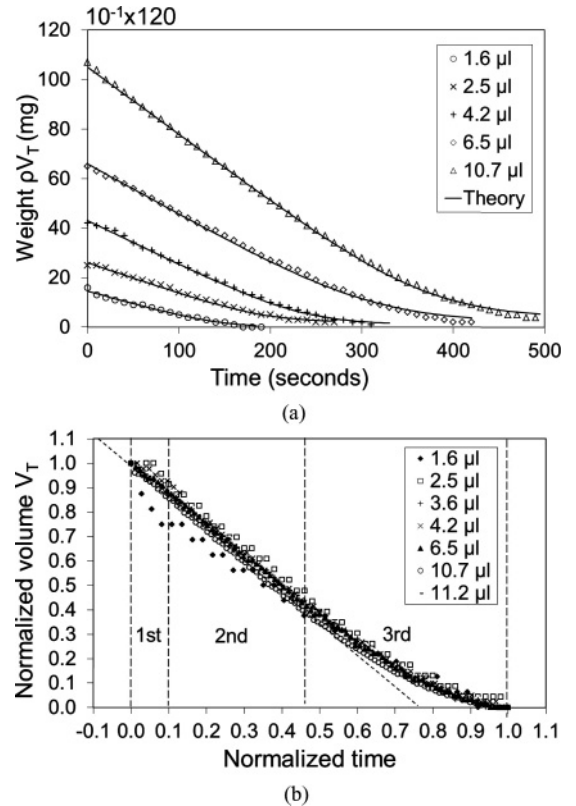 10⁻¹x120
100
80
60
40
20
0
Weight ρV_T (mg)
0 100 200 300 400 500
Time (seconds)
1.6 µl
2.5 µl
4.2 µl
6.5 µl
10.7 µl
Theory
(a)
1.1
1.0
0.9
0.8
0.7
0.6
0.5
0.4
0.3
0.2
0.1
0.0
Normalized volume V_T
1.6 µl
2.5 µl
3.6 µl
4.2 µl
6.5 µl
10.7 µl
11.2 µl
1st 2nd 3rd
-0.1 0.0 0.1 0.2 0.3 0.4 0.5 0.6 0.7 0.8 0.9 1.0 1.1
Normalized time
(b)